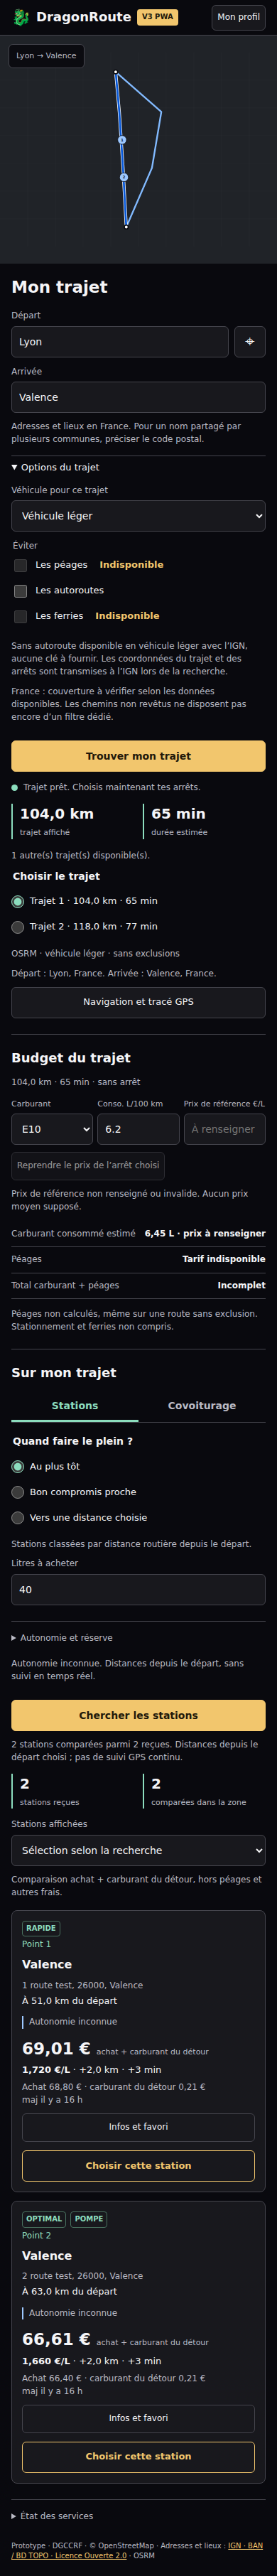 DragonRoute V3 PWA Mon profil
Lyon → Valence
Mon trajet
Départ
Lyon
Arrivée
Valence
Adresses et lieux en France. Pour un nom partagé par
plusieurs communes, préciser le code postal.
▼ Options du trajet
Véhicule pour ce trajet
Véhicule léger
Éviter
Les péages Indisponible
Les autoroutes
Les ferries Indisponible
Sans autoroute disponible en véhicule léger avec l’IGN,
aucune clé à fournir. Les coordonnées du trajet et des
arrêts sont transmises à l’IGN lors de la recherche.
France : couverture à vérifier selon les données
disponibles. Les chemins non revêtus ne disposent pas
encore d’un filtre dédié.
Trouver mon trajet
Trajet prêt. Choisis maintenant tes arrêts.
104,0 km 65 min
trajet affiché durée estimée
1 autre(s) trajet(s) disponible(s).
Choisir le trajet
Trajet 1 · 104,0 km · 65 min
Trajet 2 · 118,0 km · 77 min
OSRM · véhicule léger · sans exclusions
Départ : Lyon, France. Arrivée : Valence, France.
Navigation et tracé GPS
Budget du trajet
104,0 km · 65 min · sans arrêt
Carburant Conso. L/100 km Prix de référence €/L
E10 6.2 À renseigner
Reprendre le prix de l’arrêt choisi
Prix de référence non renseigné ou invalide. Aucun prix
moyen supposé.
Carburant consommé estimé 6,45 L · prix à renseigner
Péages Tarif indisponible
Total carburant + péages Incomplet
Péages non calculés, même sur une route sans exclusion.
Stationnement et ferries non compris.
Sur mon trajet
Stations Covoiturage
Quand faire le plein ?
Au plus tôt
Bon compromis proche
Vers une distance choisie
Stations classées par distance routière depuis le départ.
Litres à acheter
40
▶ Autonomie et réserve
Autonomie inconnue. Distances depuis le départ, sans
suivi en temps réel.
Chercher les stations
2 stations comparées parmi 2 reçues. Distances depuis le
départ choisi ; pas de suivi GPS continu.
2 2
stations reçues comparées dans la zone
Stations affichées
Sélection selon la recherche
Comparaison achat + carburant du détour, hors péages et
autres frais.
RAPIDE
Point 1
Valence
1 route test, 26000, Valence
À 51,0 km du départ
Autonomie inconnue
69,01 € achat + carburant du détour
1,720 €/L · +2,0 km · +3 min
Achat 68,80 € · carburant du détour 0,21 €
maj il y a 16 h
Infos et favori
Choisir cette station
OPTIMAL POMPE
Point 2
Valence
2 route test, 26000, Valence
À 63,0 km du départ
Autonomie inconnue
66,61 € achat + carburant du détour
1,660 €/L · +2,0 km · +3 min
Achat 66,40 € · carburant du détour 0,21 €
maj il y a 16 h
Infos et favori
Choisir cette station
▶ État des services
Prototype · DGCCRF · © OpenStreetMap · Adresses et lieux : IGN · BAN
/ BD TOPO · Licence Ouverte 2.0 · OSRM